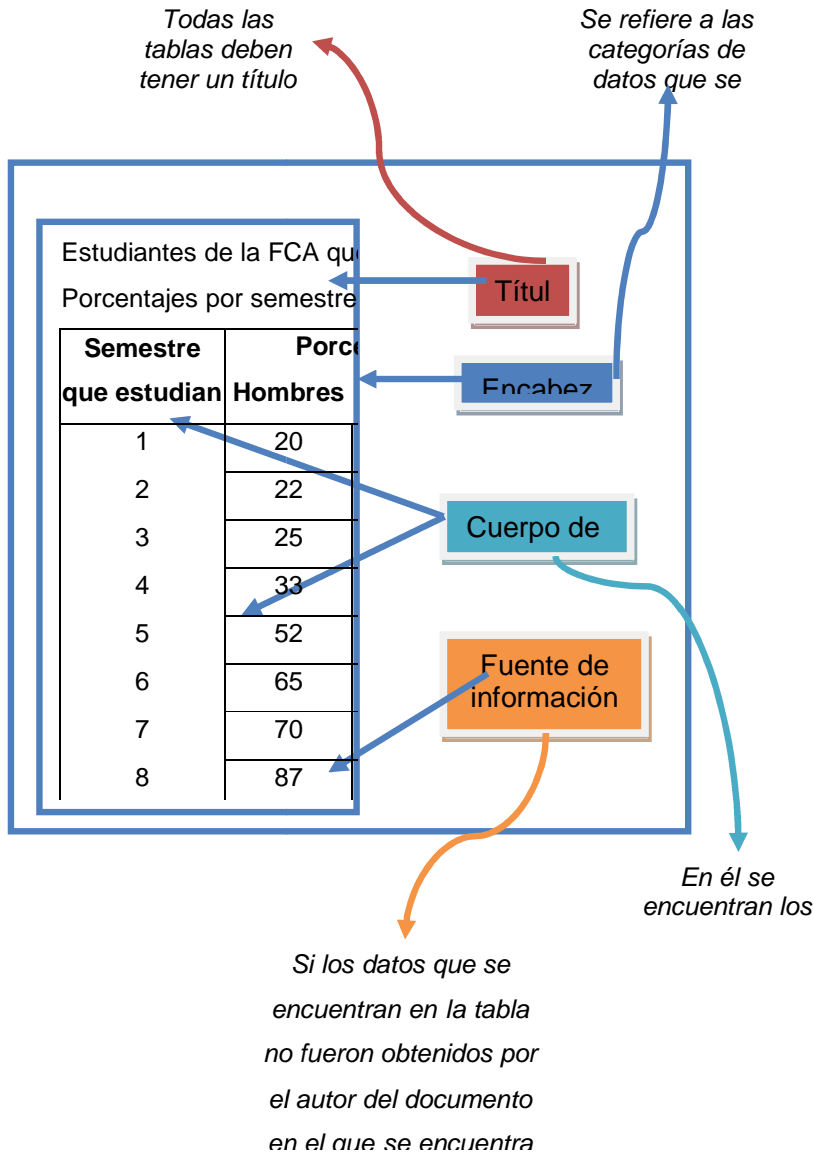 Todas las
tablas deben
tener un título
Se refiere a las
categorías de
datos que se
Estudiantes de la FCA qu
Porcentajes por semestre
Títul
Semestre
que estudian
Porce
Hombres
Encabez
1 20
2 22
3 25
4 33
5 52
6 65
7 70
8 87
Cuerpo de
Fuente de
información
En él se
encuentran los
Si los datos que se
encuentran en la tabla
no fueron obtenidos por
el autor del documento
en el que se encuentra